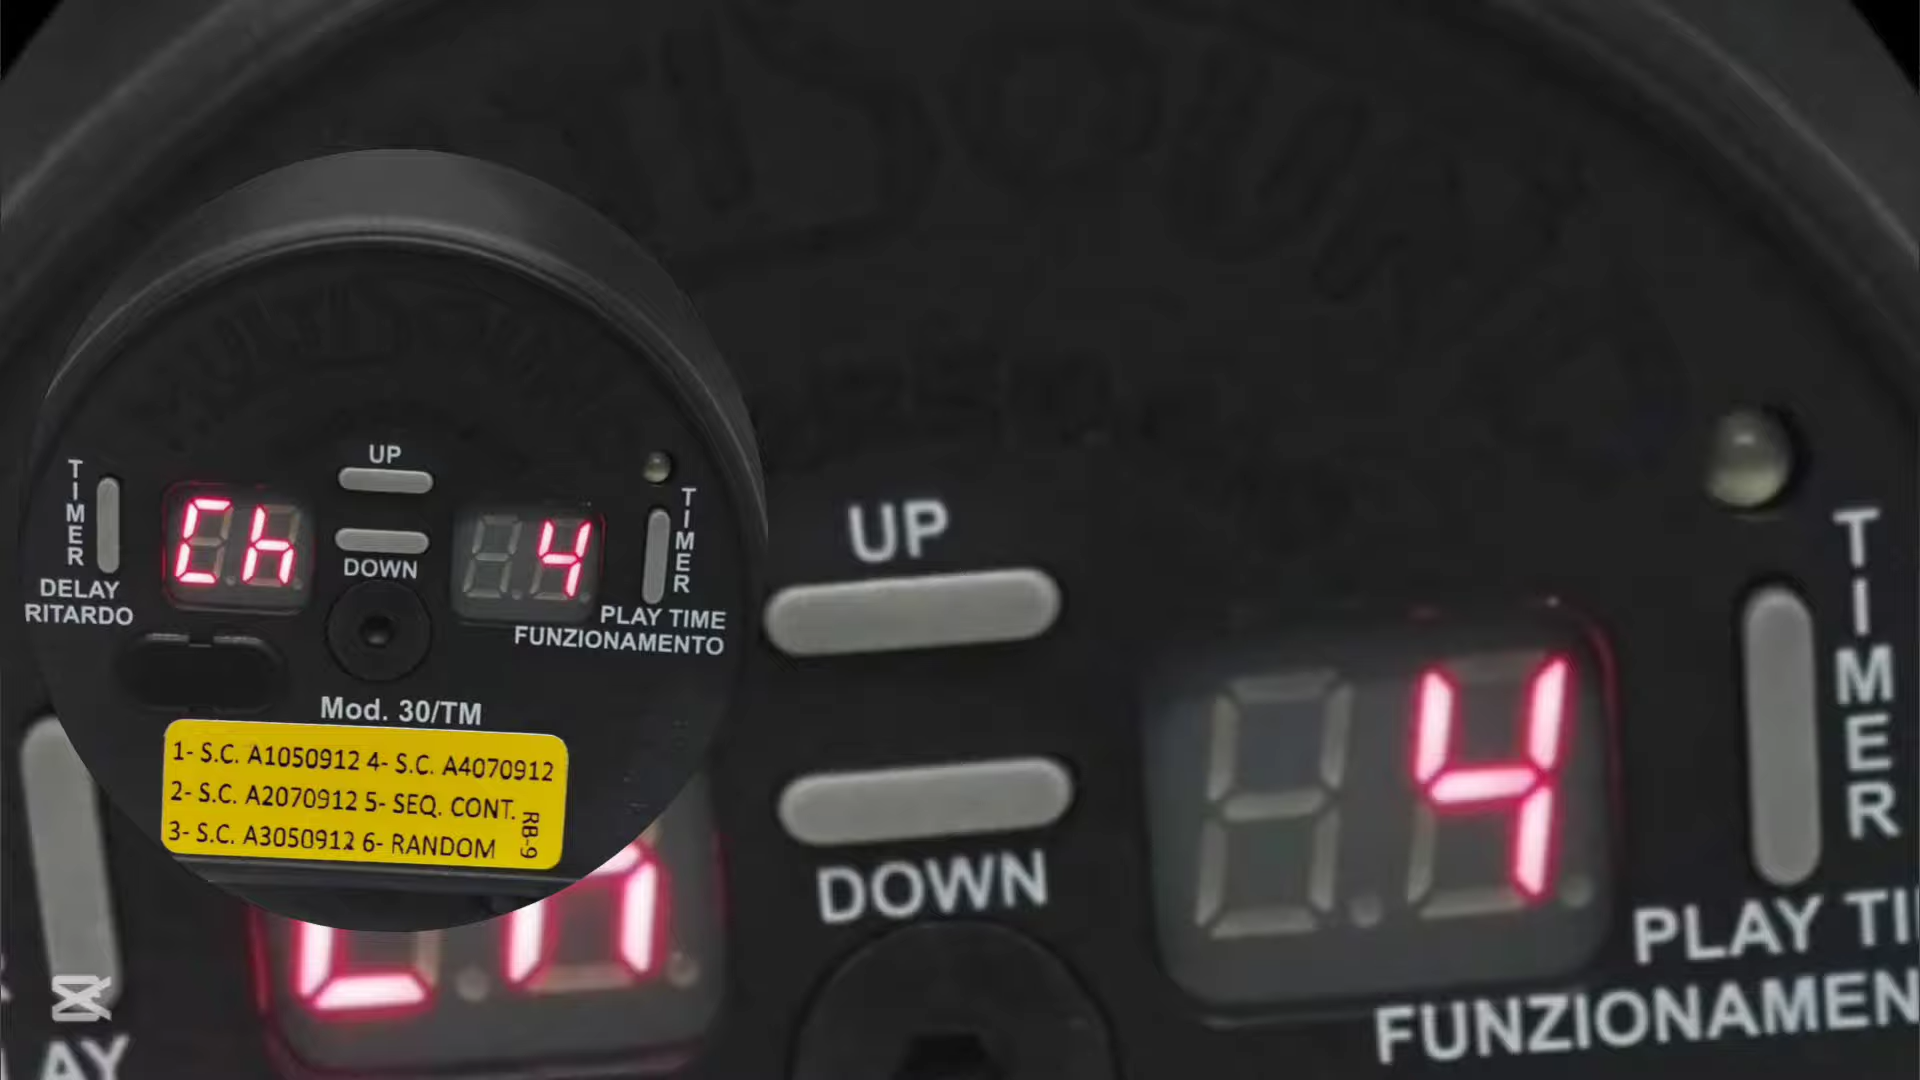 UP
TIMER
DELAY
RITARDO
Ch
DOWN
4
TIMER
PLAY TIME
FUNZIONAMENTO
Mod. 30/TM
1- S.C. A1050912 4- S.C. A4070912
2- S.C. A2070912 5- SEQ. CONT.
3- S.C. A3050912 6- RANDOM
RB-9
UP
DOWN
4
TIMER
PLAY TI
FUNZIONAMEN
AY